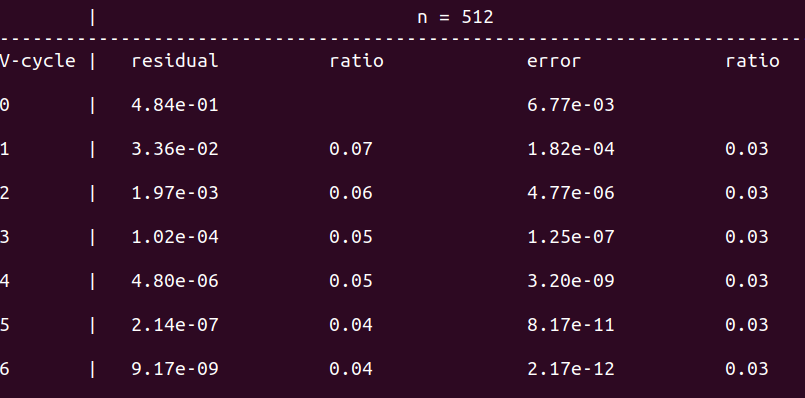 | n = 512
--------------------------------------------------------------------------
V-cycle | residual ratio error ratio
0 | 4.84e-01 6.77e-03
1 | 3.36e-02 0.07 1.82e-04 0.03
2 | 1.97e-03 0.06 4.77e-06 0.03
3 | 1.02e-04 0.05 1.25e-07 0.03
4 | 4.80e-06 0.05 3.20e-09 0.03
5 | 2.14e-07 0.04 8.17e-11 0.03
6 | 9.17e-09 0.04 2.17e-12 0.03